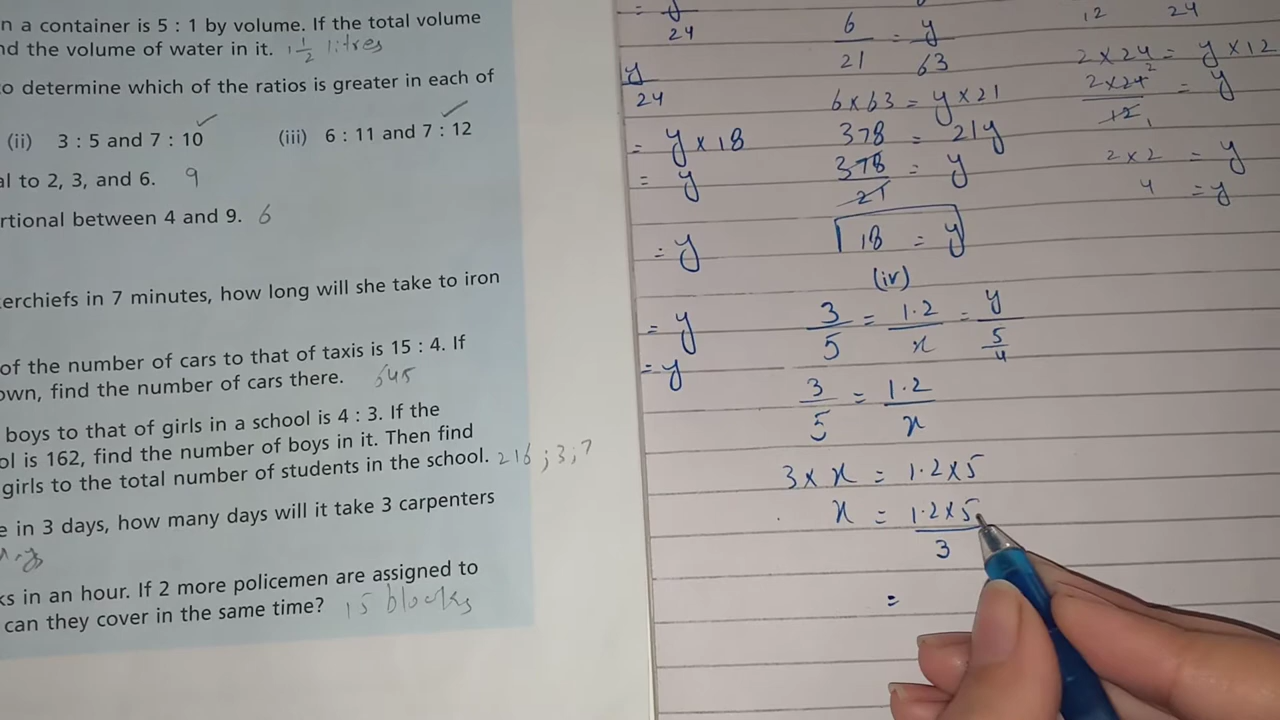 n a container is 5 : 1 by volume. If the total volume
nd the volume of water in it. 1 1/2 litres
o determine which of the ratios is greater in each of
(ii) 3 : 5 and 7 : 10 ✓ (iii) 6 : 11 and 7 : 12 ✓
al to 2, 3, and 6. 9
rtional between 4 and 9. 6
erchiefs in 7 minutes, how long will she take to iron
of the number of cars to that of taxis is 15 : 4. If
own, find the number of cars there. 645
boys to that of girls in a school is 4 : 3. If the
ol is 162, find the number of boys in it. Then find
girls to the total number of students in the school. 216 ; 3 ; 7
e in 3 days, how many days will it take 3 carpenters
ks in an hour. If 2 more policemen are assigned to
can they cover in the same time? 15 blocks
= y/24
y/24
= y × 18
= y
= y
= y
= y
6/21 = y/63
6 × 63 = y × 21
378 = 21y
378/21 = y
18 = y
(iv)
3/5 = 1.2/x = y/(5/4)
3/5 = 1.2/x
3 × x = 1.2 × 5
x = (1.2 × 5)/3
=
12 24
2 × 24 = y × 12
(2 × 24 2)/(12 1) = y
2 × 2 = y
4 = y